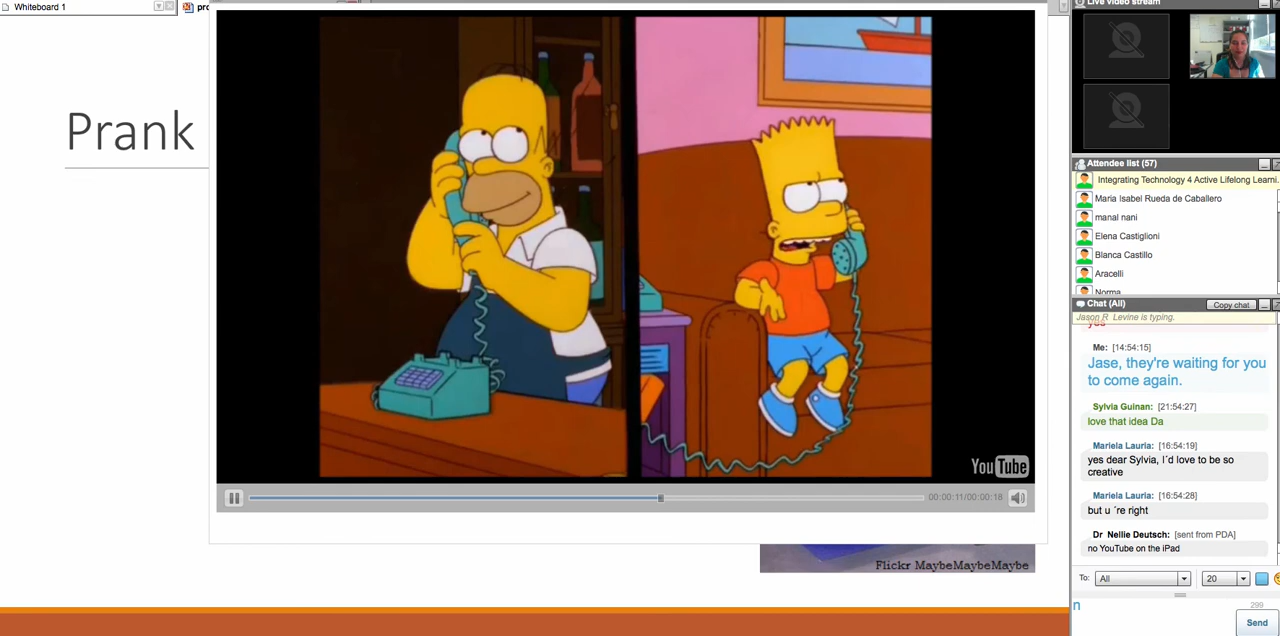 Whiteboard 1
pro
Prank
YouTube
00:00:11/00:00:18
Flickr MaybeMaybeMaybe
Live video stream
Attendee list (57)
Integrating Technology 4 Active Lifelong Learni.
Maria Isabel Rueda de Caballero
manal nani
Elena Castiglioni
Blanca Castillo
Aracelli
Norma
Chat (All)
Copy chat
Jason R Levine is typing.
yes
Me: [14:54:15]
Jase, they're waiting for you
to come again.
Sylvia Guinan: [21:54:27]
love that idea Da
Mariela Lauria: [16:54:19]
yes dear Sylvia, I´d love to be so
creative
Mariela Lauria: [16:54:28]
but u ´re right
Dr Nellie Deutsch: [sent from PDA]
no YouTube on the iPad
To: All 20
n
299
Send